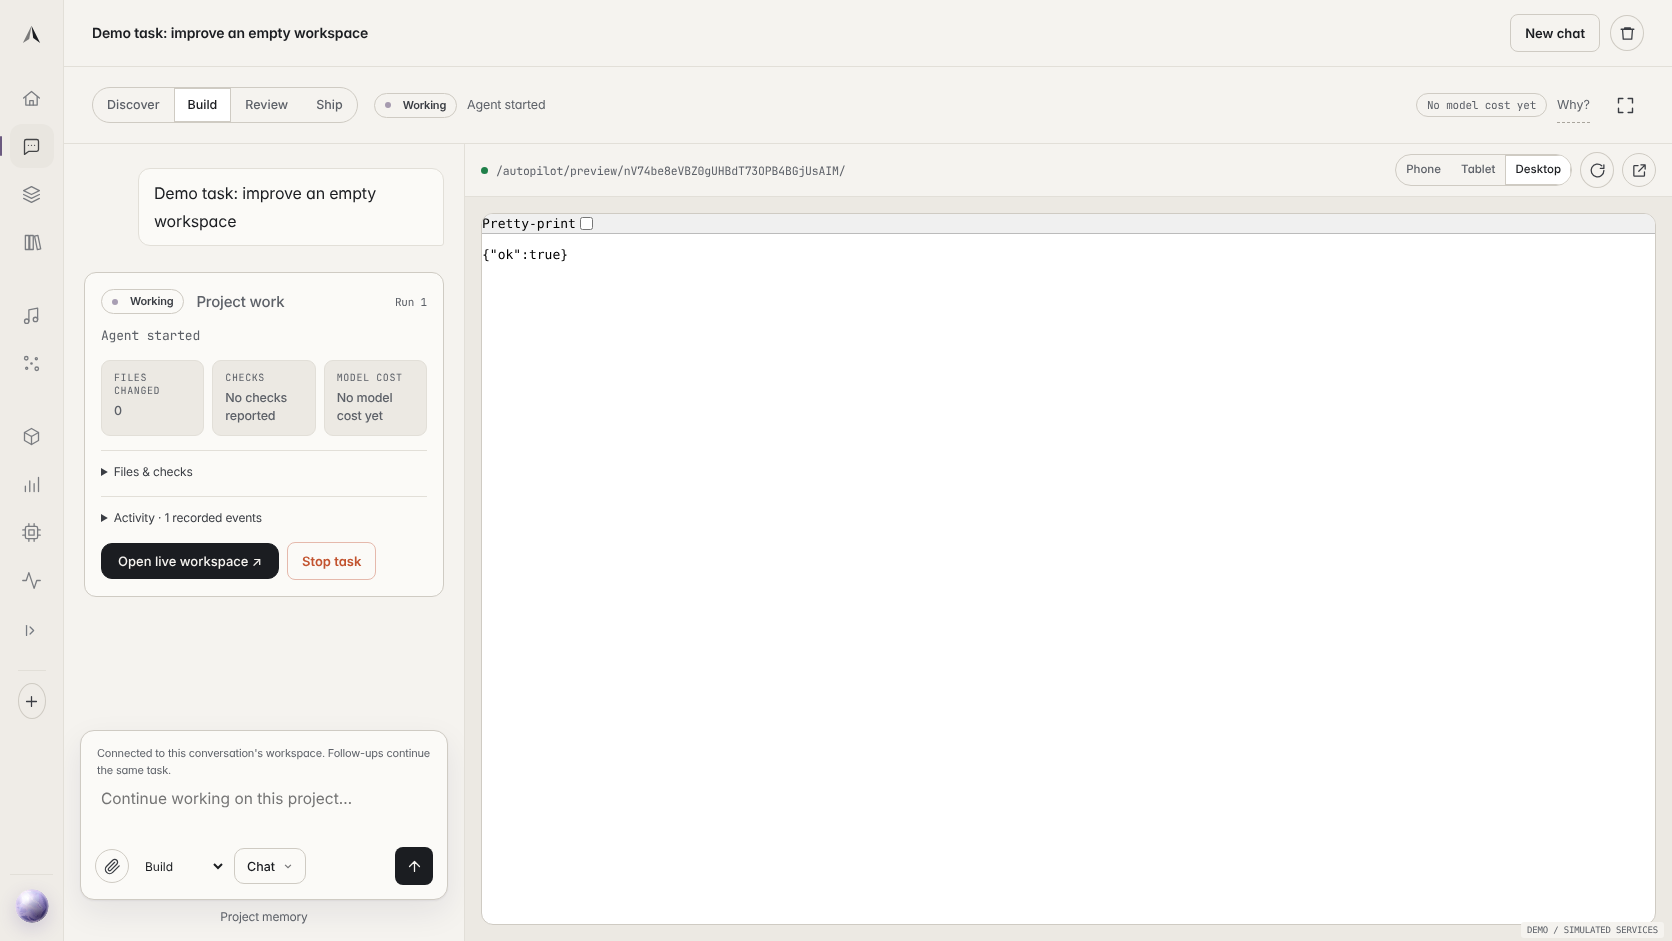 Demo task: improve an empty workspace
New chat
Discover
Build
Review
Ship
Working
Agent started
No model cost yet
Why?
Demo task: improve an empty
workspace
Working
Project work
Run 1
Agent started
FILES
CHANGED
0
CHECKS
No checks
reported
MODEL COST
No model
cost yet
Files & checks
Activity · 1 recorded events
Open live workspace ↗
Stop task
Connected to this conversation's workspace. Follow-ups continue
the same task.
Continue working on this project...
Build
Chat
Project memory
/autopilot/preview/nV74be8eVBZ0gUHBdT73OPB4BGjUsAIM/
Phone
Tablet
Desktop
Pretty-print
{"ok":true}
DEMO / SIMULATED SERVICES